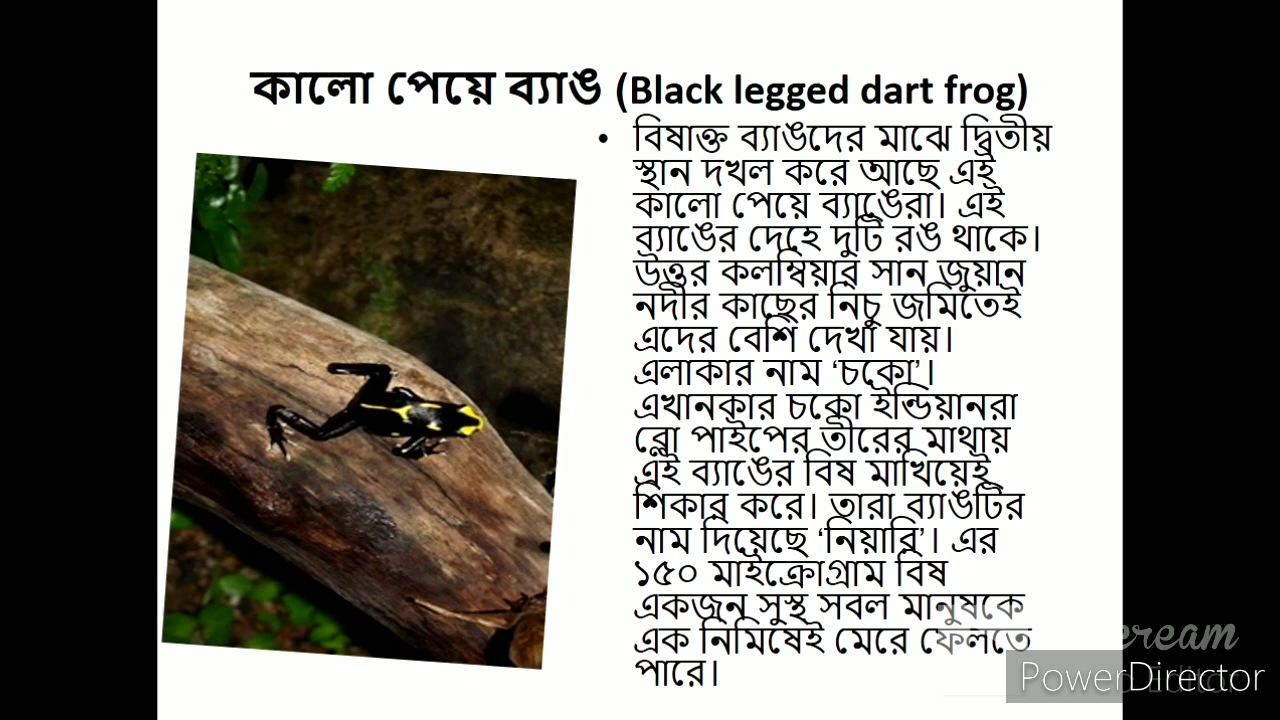 কালো পেয়ে ব্যাঙ (Black legged dart frog)
• বিষাক্ত ব্যাঙদের মাঝে দ্বিতীয়
স্থান দখল করে আছে এই
কালো পেয়ে ব্যাঙেরা। এই
ব্যাঙের দেহে দুটি রঙ থাকে।
উত্তর কলম্বিয়ার সান জুয়ান
নদীর কাছের নিচু জমিতেই
এদের বেশি দেখা যায়।
এলাকার নাম ‘চকো’।
এখানকার চকো ইন্ডিয়ানরা
ব্লো পাইপের তীরের মাথায়
এই ব্যাঙের বিষ মাখিয়েই
শিকার করে। তারা ব্যাঙটির
নাম দিয়েছে ‘নিয়ারি’। এর
১৫০ মাইক্রোগ্রাম বিষ
একজন সুস্থ সবল মানুষকে
এক নিমিষেই মেরে ফেলতে
পারে।
PowerDirector